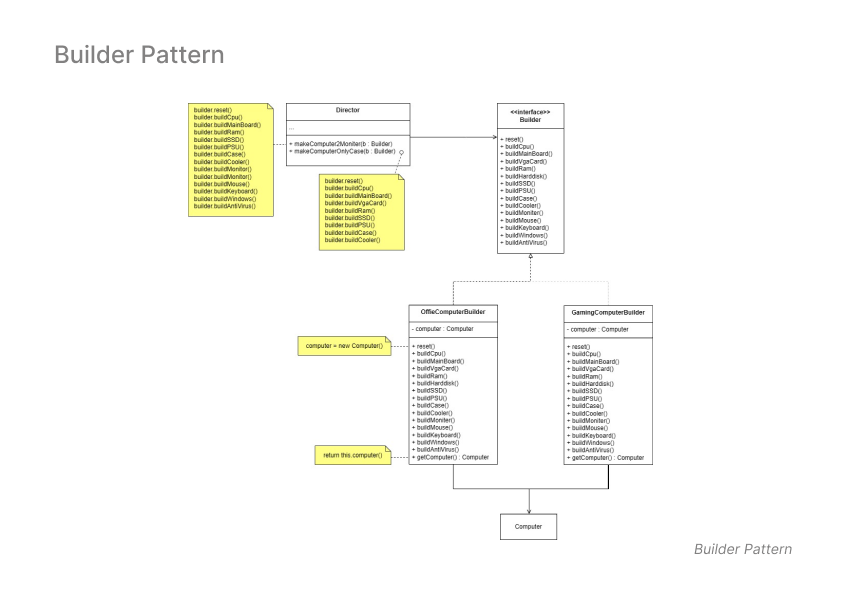 Builder Pattern
builder.reset()
builder.buildCpu()
builder.buildMainBoard()
builder.buildRam()
builder.buildSSD()
builder.buildPSU()
builder.buildCase()
builder.buildCooler()
builder.buildMonitor()
builder.buildMonitor()
builder.buildMouse()
builder.buildKeyboard()
builder.buildWindows()
builder.buildAntiVirus()
Director
...
+ makeComputer2Moniter(b : Builder)
+ makeComputerOnlyCase(b : Builder)
builder.reset()
builder.buildCpu()
builder.buildMainBoard()
builder.buildVgaCard()
builder.buildRam()
builder.buildSSD()
builder.buildPSU()
builder.buildCase()
builder.buildCooler()
<<interface>>
Builder
+ reset()
+ buildCpu()
+ buildMainBoard()
+ buildVgaCard()
+ buildRam()
+ buildHarddisk()
+ buildSSD()
+ buildPSU()
+ buildCase()
+ buildCooler()
+ buildMoniter()
+ buildMouse()
+ buildKeyboard()
+ buildWindows()
+ buildAntiVirus()
OffieComputerBuilder
- computer : Computer
+ reset()
+ buildCpu()
+ buildMainBoard()
+ buildVgaCard()
+ buildRam()
+ buildHarddisk()
+ buildSSD()
+ buildPSU()
+ buildCase()
+ buildCooler()
+ buildMoniter()
+ buildMouse()
+ buildKeyboard()
+ buildWindows()
+ buildAntiVirus()
+ getComputer() : Computer
GamingComputerBuilder
- computer : Computer
+ reset()
+ buildCpu()
+ buildMainBoard()
+ buildVgaCard()
+ buildRam()
+ buildHarddisk()
+ buildSSD()
+ buildPSU()
+ buildCase()
+ buildCooler()
+ buildMoniter()
+ buildMouse()
+ buildKeyboard()
+ buildWindows()
+ buildAntiVirus()
+ getComputer() : Computer
computer = new Computer()
return this.computer()
Computer
Builder Pattern